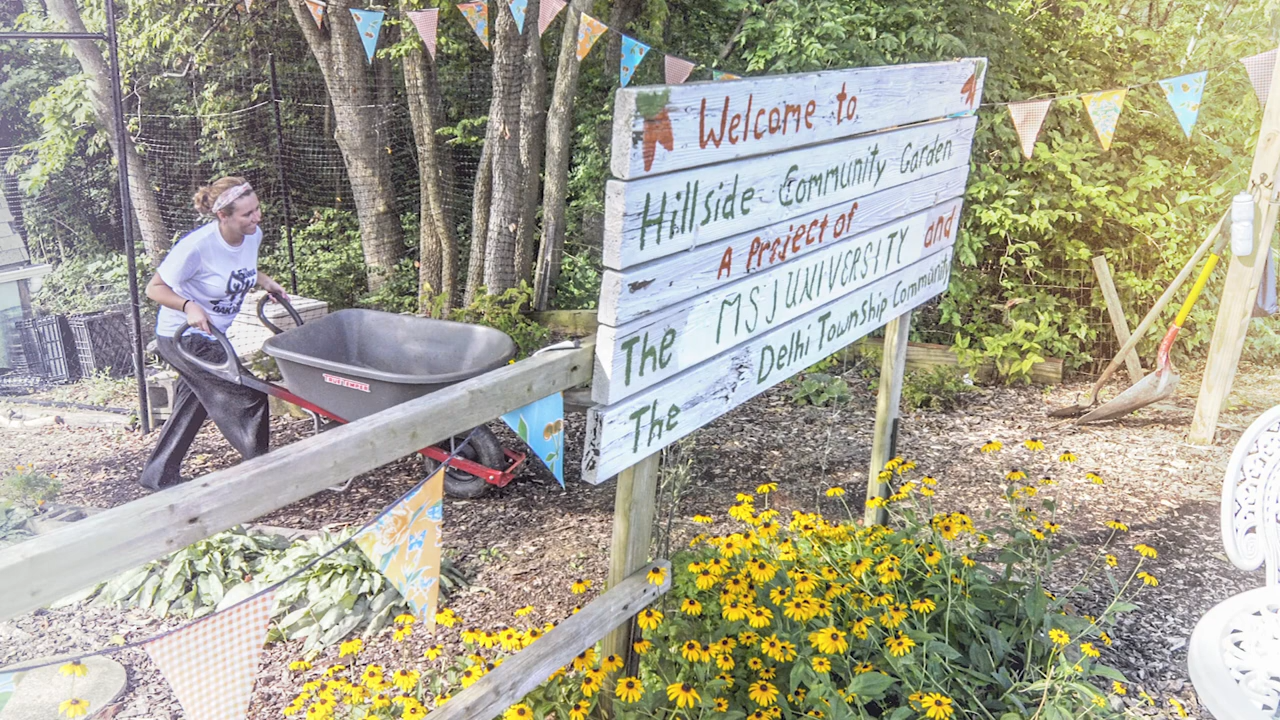 Welcome to
Hillside Community Garden
A Project of
The MSJ UNIVERSITY and
The Delhi Township Community